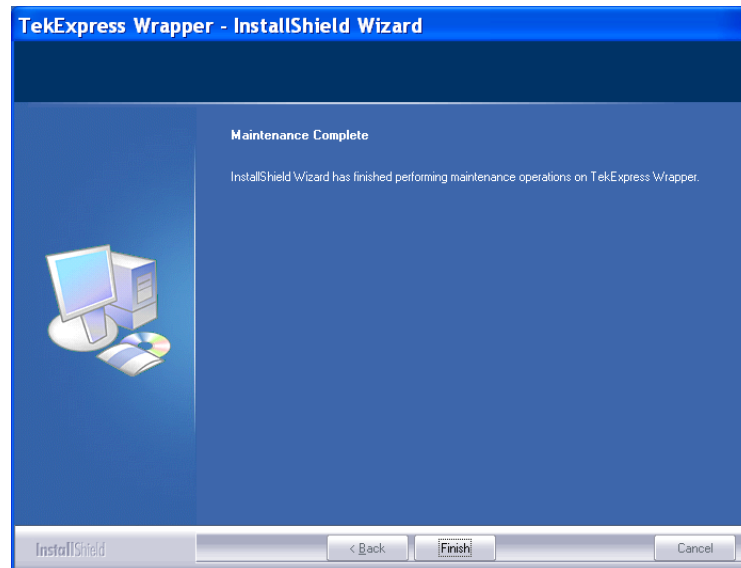 TekExpress Wrapper - InstallShield Wizard
Maintenance Complete
InstallShield Wizard has finished performing maintenance operations on TekExpress Wrapper.
InstallShield
< Back
Finish
Cancel